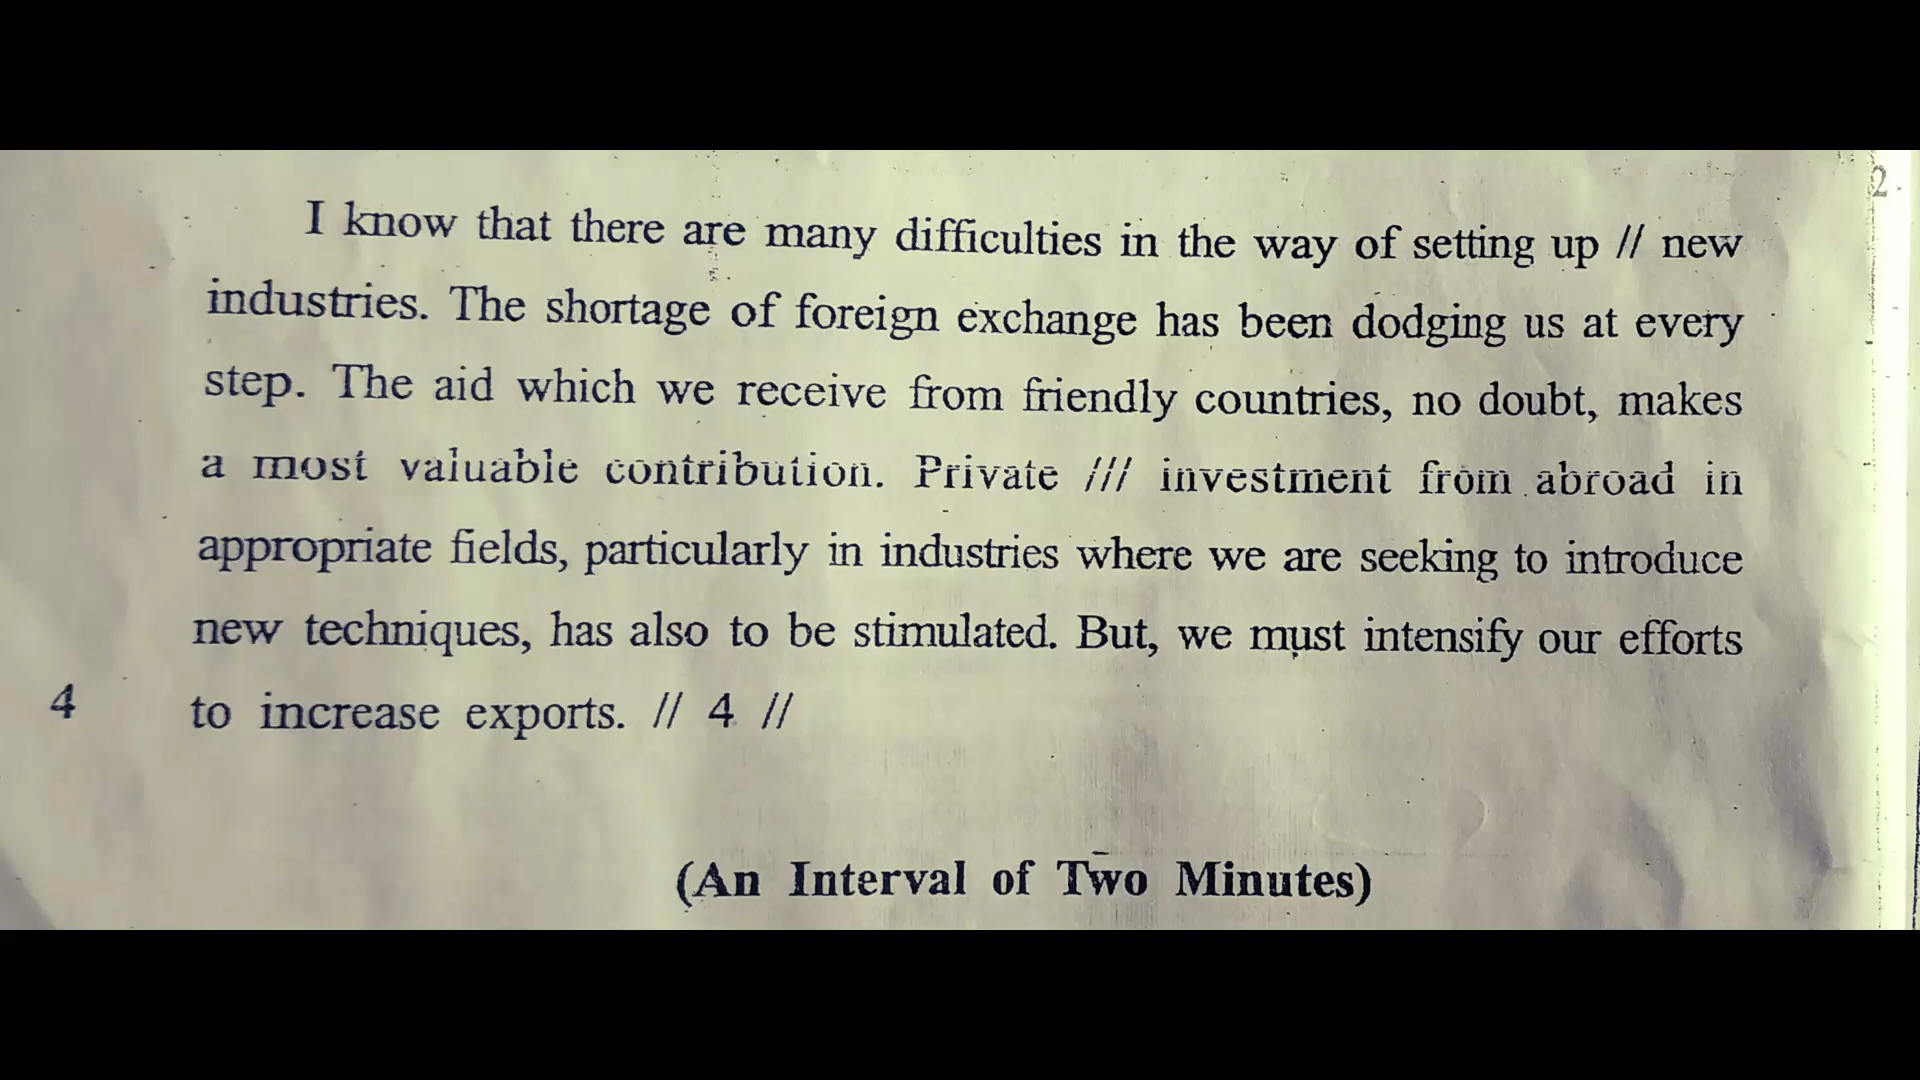 2
I know that there are many difficulties in the way of setting up // new
industries. The shortage of foreign exchange has been dodging us at every
step. The aid which we receive from friendly countries, no doubt, makes
a most valuable contribution. Private /// investment from abroad in
appropriate fields, particularly in industries where we are seeking to introduce
new techniques, has also to be stimulated. But, we must intensify our efforts
4 to increase exports. // 4 //
(An Interval of Two Minutes)